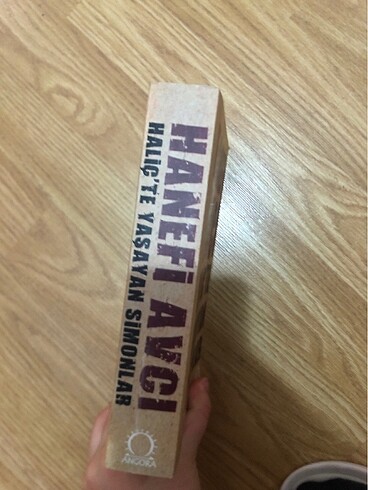 HANEFİ AVCI
HALİÇ'TE YAŞAYAN SİMONLAR
ANGORA